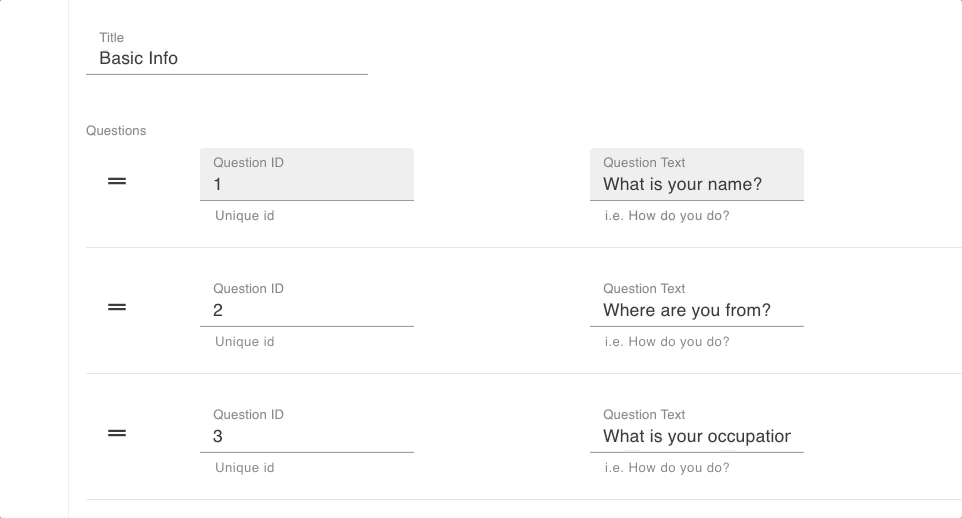 Title
Basic Info
Questions
Question ID
1
Unique id
Question Text
What is your name?
i.e. How do you do?
Question ID
2
Unique id
Question Text
Where are you from?
i.e. How do you do?
Question ID
3
Unique id
Question Text
What is your occupation
i.e. How do you do?